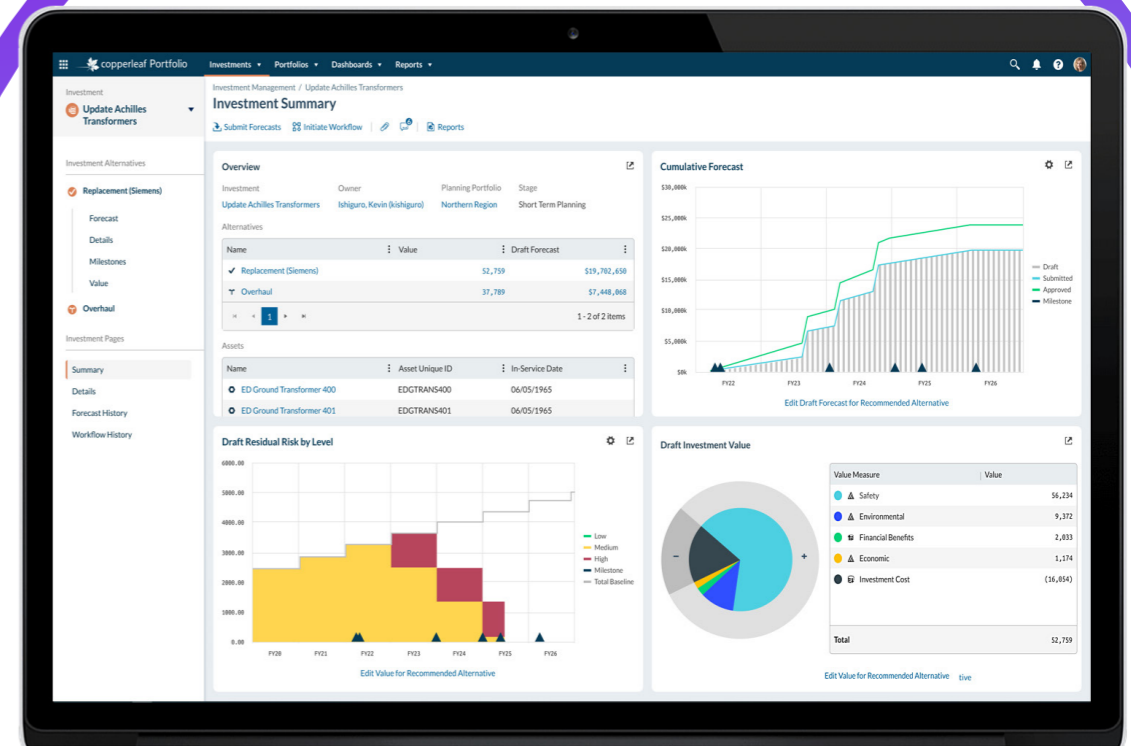 copperleaf Portfolio
Investments Portfolios Dashboards Reports
Investment
Update Achilles
Transformers
Investment Alternatives
Replacement (Siemens)
Forecast
Details
Milestones
Value
Overhaul
Investment Pages
Summary
Details
Forecast History
Workflow History
Investment Management / Update Achilles Transformers
Investment Summary
Submit Forecasts Initiate Workflow Reports
Overview
Investment Owner Planning Portfolio Stage
Update Achilles Transformers Ishiguro, Kevin (kishiguro) Northern Region Short Term Planning
Alternatives
Name Value Draft Forecast
Replacement (Siemens) 52,759 $19,702,650
Overhaul 37,789 $7,448,068
1 1 - 2 of 2 items
Assets
Name Asset Unique ID In-Service Date
ED Ground Transformer 400 EDGTRANS400 06/05/1965
ED Ground Transformer 401 EDGTRANS401 06/05/1965
Cumulative Forecast
$30,000k
$25,000k
$20,000k
$15,000k
$10,000k
$5,000k
$0k
FY22 FY23 FY24 FY25 FY26
Draft
Submitted
Approved
Milestone
Edit Draft Forecast for Recommended Alternative
Draft Residual Risk by Level
6000.00
5000.00
4000.00
3000.00
2000.00
1000.00
0.00
FY20 FY21 FY22 FY23 FY24 FY25 FY26
Low
Medium
High
Milestone
Total Baseline
Edit Value for Recommended Alternative
Draft Investment Value
- +
Value Measure Value
Safety 56,234
Environmental 9,372
Financial Benefits 2,033
Economic 1,174
Investment Cost (16,054)
Total 52,759
Edit Value for Recommended Alternative tive